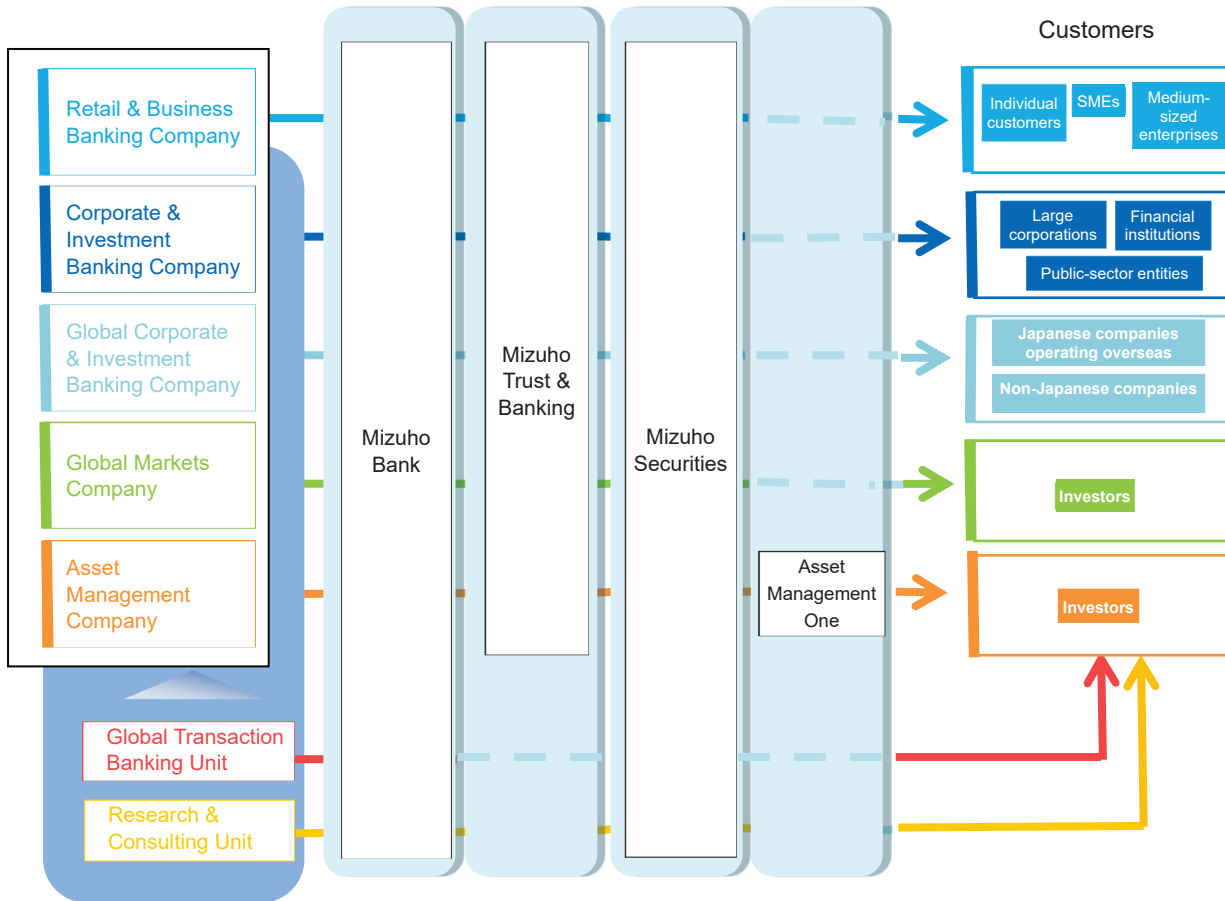 Customers
Retail & Business
Banking Company
Corporate &
Investment
Banking Company
Global Corporate
& Investment
Banking Company
Global Markets
Company
Asset
Management
Company
Global Transaction
Banking Unit
Research &
Consulting Unit
Mizuho
Bank
Mizuho
Trust &
Banking
Mizuho
Securities
Asset
Management
One
Individual
customers
SMEs
Medium-
sized
enterprises
Large
corporations
Financial
institutions
Public-sector entities
Japanese companies
operating overseas
Non-Japanese companies
Investors
Investors